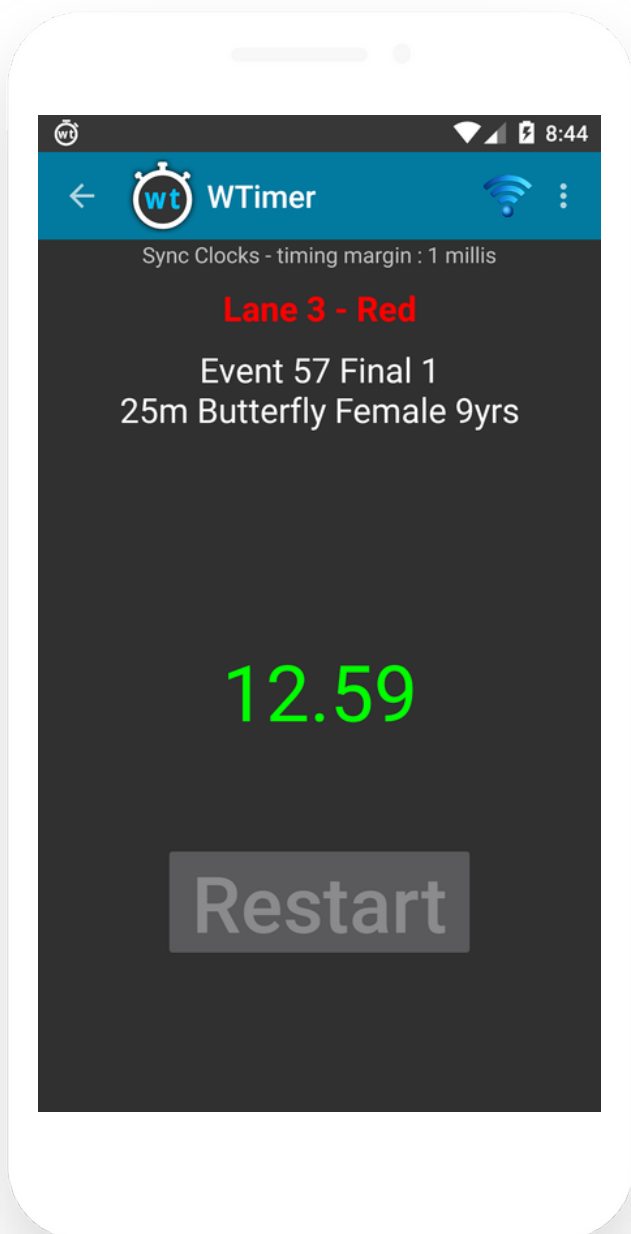 wt 8:44
wt WTimer
Sync Clocks - timing margin : 1 millis
Lane 3 - Red
Event 57 Final 1
25m Butterfly Female 9yrs
12.59
Restart